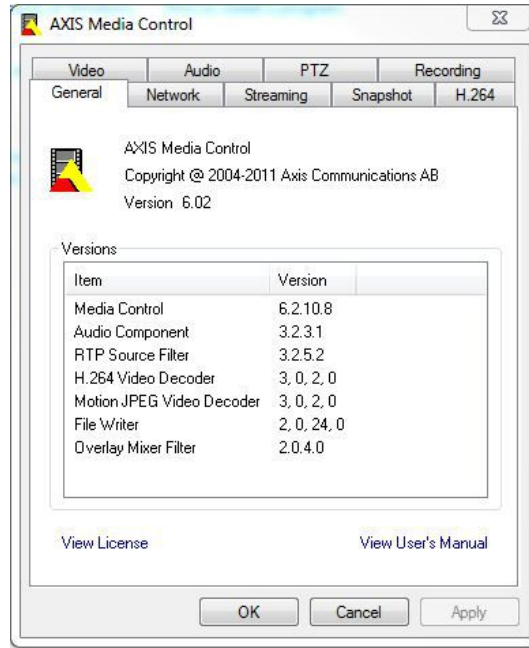 AXIS Media Control
Video Audio PTZ Recording
General Network Streaming Snapshot H.264
AXIS Media Control
Copyright @ 2004-2011 Axis Communications AB
Version 6.02
Versions
Item Version
Media Control 6.2.10.8
Audio Component 3.2.3.1
RTP Source Filter 3.2.5.2
H.264 Video Decoder 3, 0, 2, 0
Motion JPEG Video Decoder 3, 0, 2, 0
File Writer 2, 0, 24, 0
Overlay Mixer Filter 2.0.4.0
View License View User's Manual
OK Cancel Apply